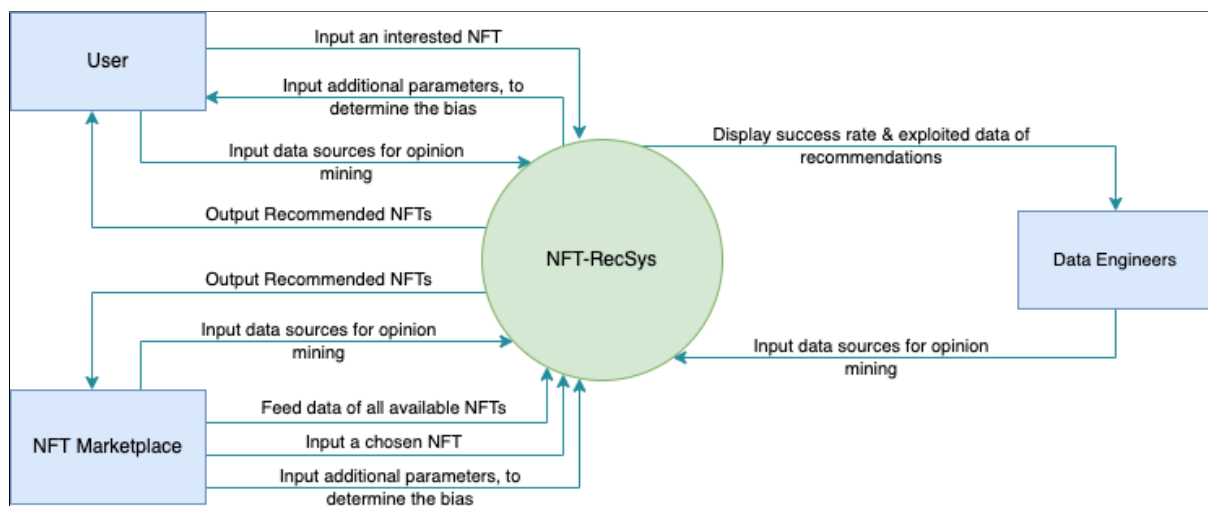 User
Input an interested NFT
Input additional parameters, to
determine the bias
Input data sources for opinion
mining
Output Recommended NFTs
Display success rate & exploited data of
recommendations
NFT-RecSys
Data Engineers
Output Recommended NFTs
Input data sources for opinion
mining
Input data sources for opinion
mining
NFT Marketplace
Feed data of all available NFTs
Input a chosen NFT
Input additional parameters, to
determine the bias